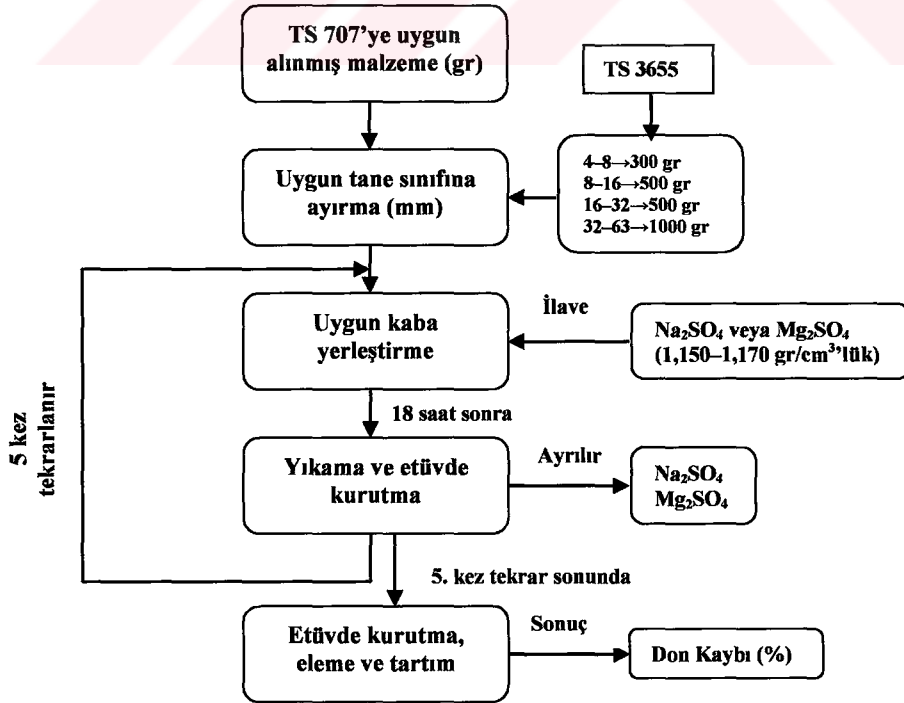 TS 707’ye uygun
alınmış malzeme (gr)
TS 3655
4–8→300 gr
8–16→500 gr
16–32→500 gr
32–63→1000 gr
Uygun tane sınıfına
ayırma (mm)
İlave
Uygun kaba
yerleştirme
Na₂SO₄ veya Mg₂SO₄
(1,150–1,170 gr/cm³’lük)
18 saat sonra
5 kez
tekrarlanır
Yıkama ve etüvde
kurutma
Ayrılır
Na₂SO₄
Mg₂SO₄
5. kez tekrar sonunda
Etüvde kurutma,
eleme ve tartım
Sonuç
Don Kaybı (%)